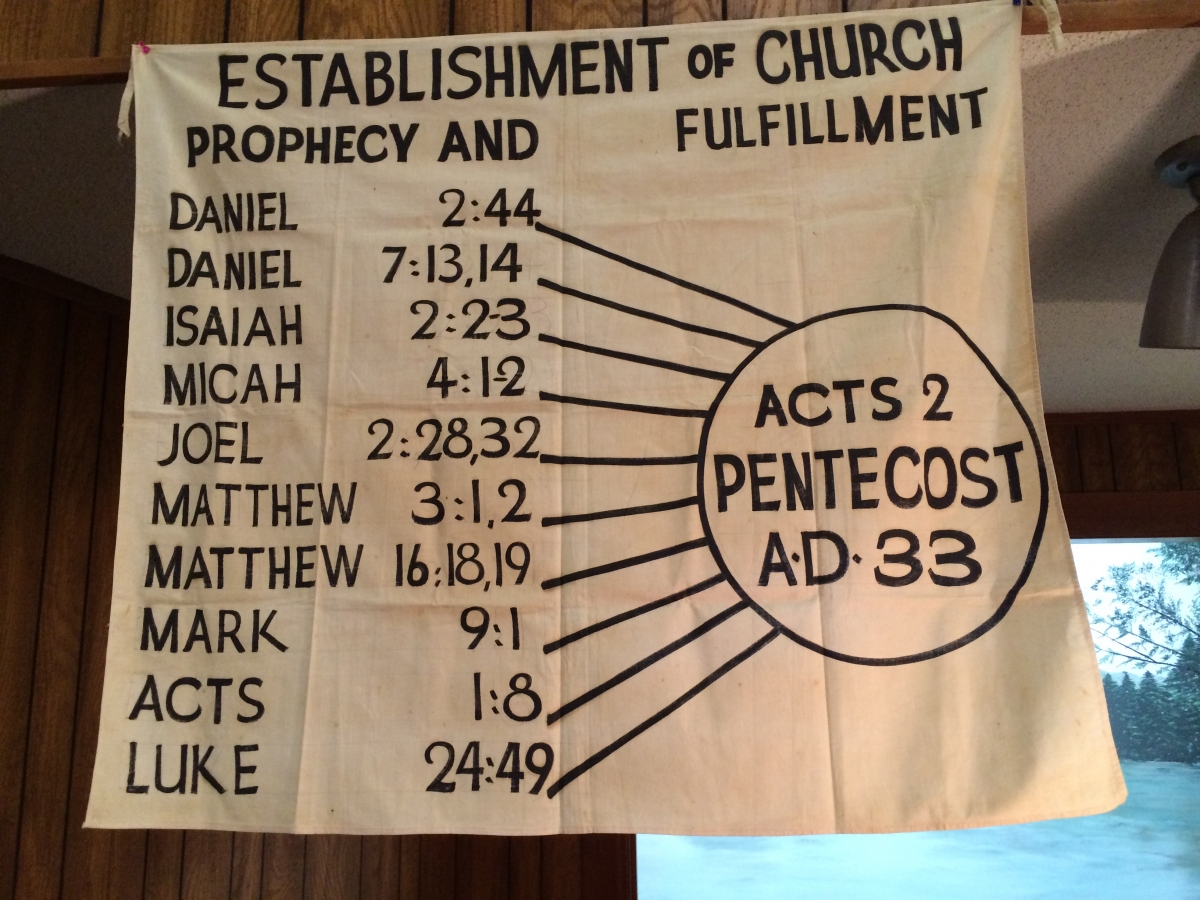 ESTABLISHMENT OF CHURCH
PROPHECY AND FULFILLMENT
DANIEL 2:44
DANIEL 7:13,14
ISAIAH 2:2-3
MICAH 4:1-2
JOEL 2:28,32
MATTHEW 3:1,2
MATTHEW 16:18,19
MARK 9:1
ACTS 1:8
LUKE 24:49
ACTS 2
PENTECOST
A.D. 33